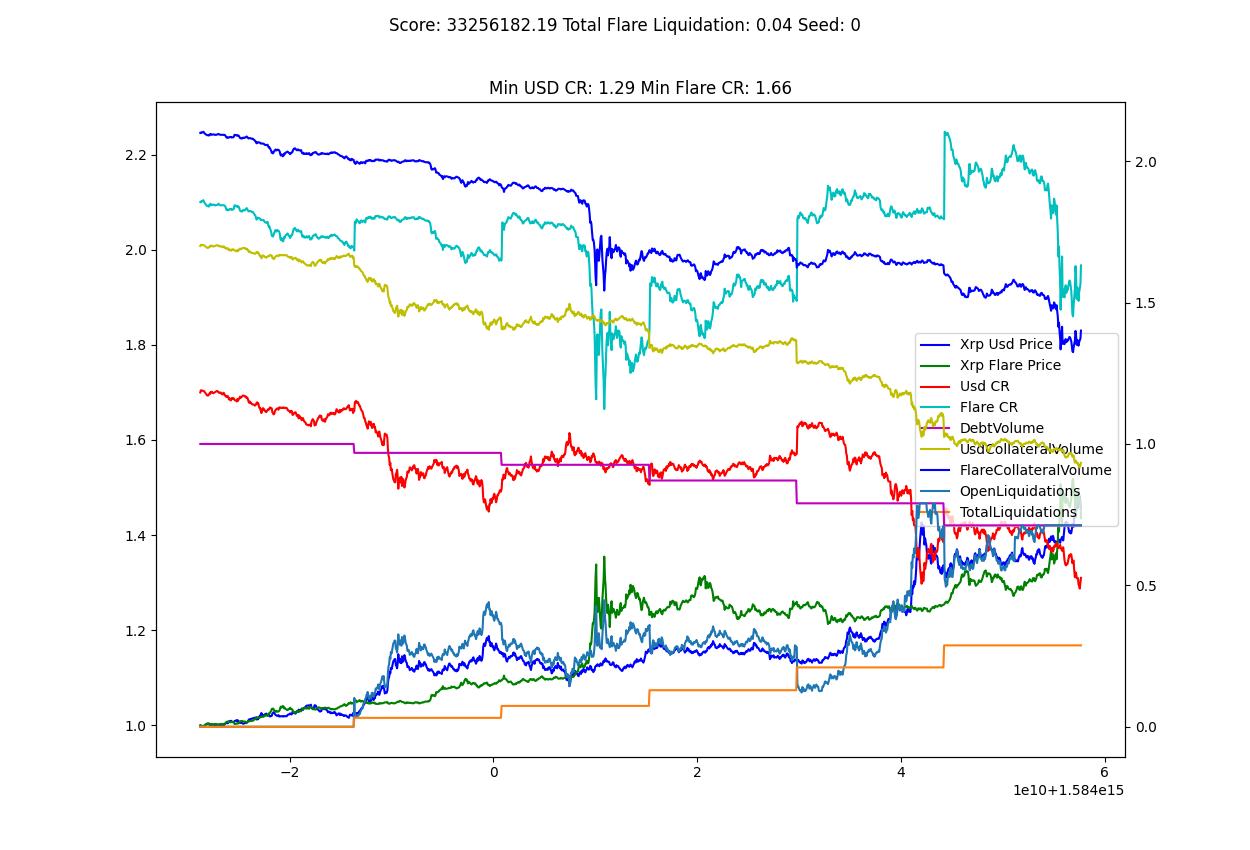 Score: 33256182.19 Total Flare Liquidation: 0.04 Seed: 0
Min USD CR: 1.29 Min Flare CR: 1.66
2.2
2.0
1.8
1.6
1.4
1.2
1.0
2.0
1.5
1.0
0.5
0.0
Xrp Usd Price
Xrp Flare Price
Usd CR
Flare CR
DebtVolume
UsdCollateralVolume
FlareCollateralVolume
OpenLiquidations
TotalLiquidations
−2 0 2 4 6
1e10+1.584e15